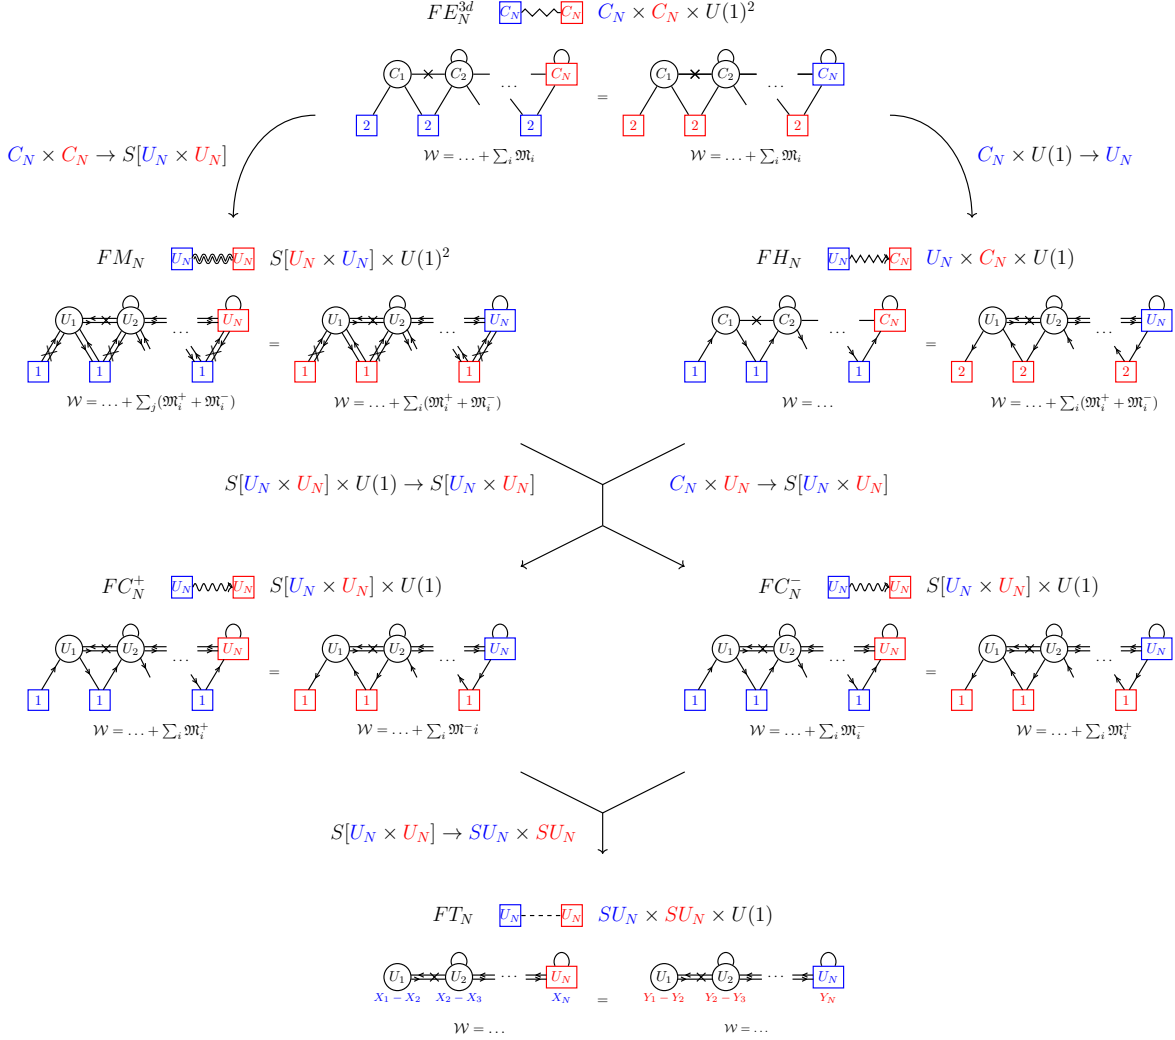 FE_N^{3d} C_N C_N C_N × C_N × U(1)^2
C_1 C_2 ... C_N = C_1 C_2 ... C_N
2 2 2 2 2 2
W = ... + ∑_i 𝔐_i W = ... + ∑_i 𝔐_i
C_N × C_N → S[U_N × U_N] C_N × U(1) → U_N
FM_N U_N U_N S[U_N × U_N] × U(1)^2 FH_N U_N C_N U_N × C_N × U(1)
U_1 U_2 ... U_N = U_1 U_2 ... U_N C_1 C_2 ... C_N = U_1 U_2 ... U_N
1 1 1 1 1 1 1 1 1 2 2 2
W = ... + ∑_j(𝔐_i^+ + 𝔐_i^-) W = ... + ∑_i(𝔐_i^+ + 𝔐_i^-) W = ... W = ... + ∑_i(𝔐_i^+ + 𝔐_i^-)
S[U_N × U_N] × U(1) → S[U_N × U_N] C_N × U_N → S[U_N × U_N]
FC_N^+ U_N U_N S[U_N × U_N] × U(1) FC_N^- U_N U_N S[U_N × U_N] × U(1)
U_1 U_2 ... U_N = U_1 U_2 ... U_N U_1 U_2 ... U_N = U_1 U_2 ... U_N
1 1 1 1 1 1 1 1 1 1 1 1
W = ... + ∑_i 𝔐_i^+ W = ... + ∑_i 𝔐^- i W = ... + ∑_i 𝔐_i^- W = ... + ∑_i 𝔐_i^+
S[U_N × U_N] → SU_N × SU_N
FT_N U_N U_N SU_N × SU_N × U(1)
U_1 U_2 ... U_N = U_1 U_2 ... U_N
X_1 − X_2 X_2 − X_3 X_N Y_1 − Y_2 Y_2 − Y_3 Y_N
W = ... W = ...